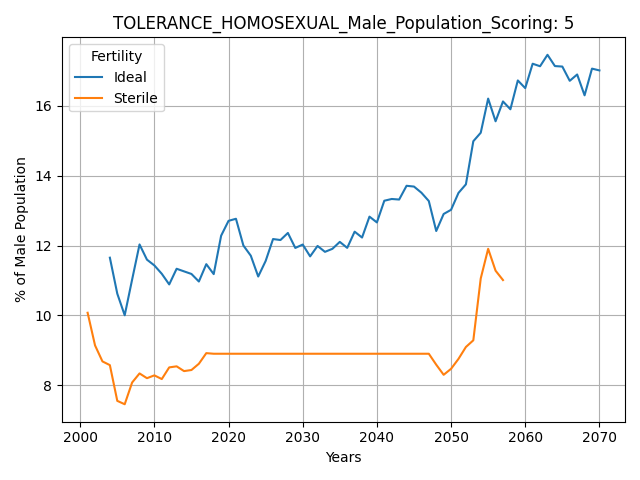 TOLERANCE_HOMOSEXUAL_Male_Population_Scoring: 5
Fertility
Ideal
Sterile
% of Male Population
16
14
12
10
8
2000 2010 2020 2030 2040 2050 2060 2070
Years